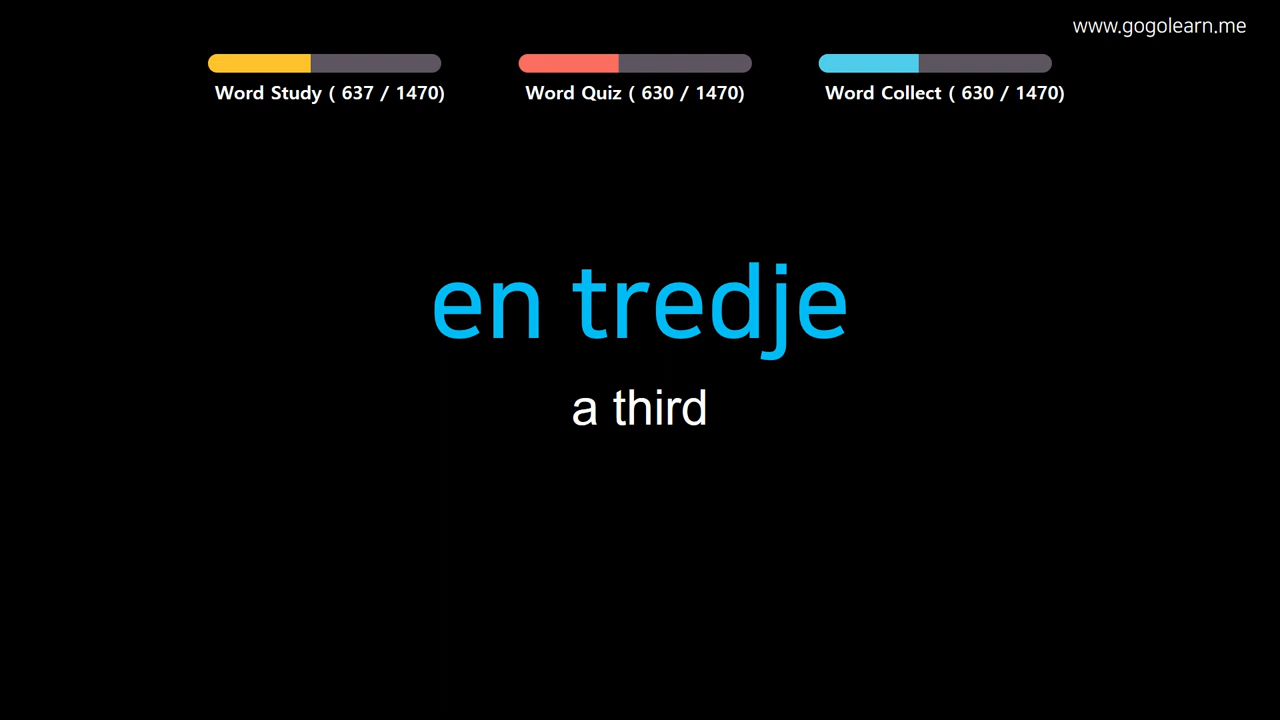 www.gogolearn.me
Word Study ( 637 / 1470)
Word Quiz ( 630 / 1470)
Word Collect ( 630 / 1470)
en tredje
a third